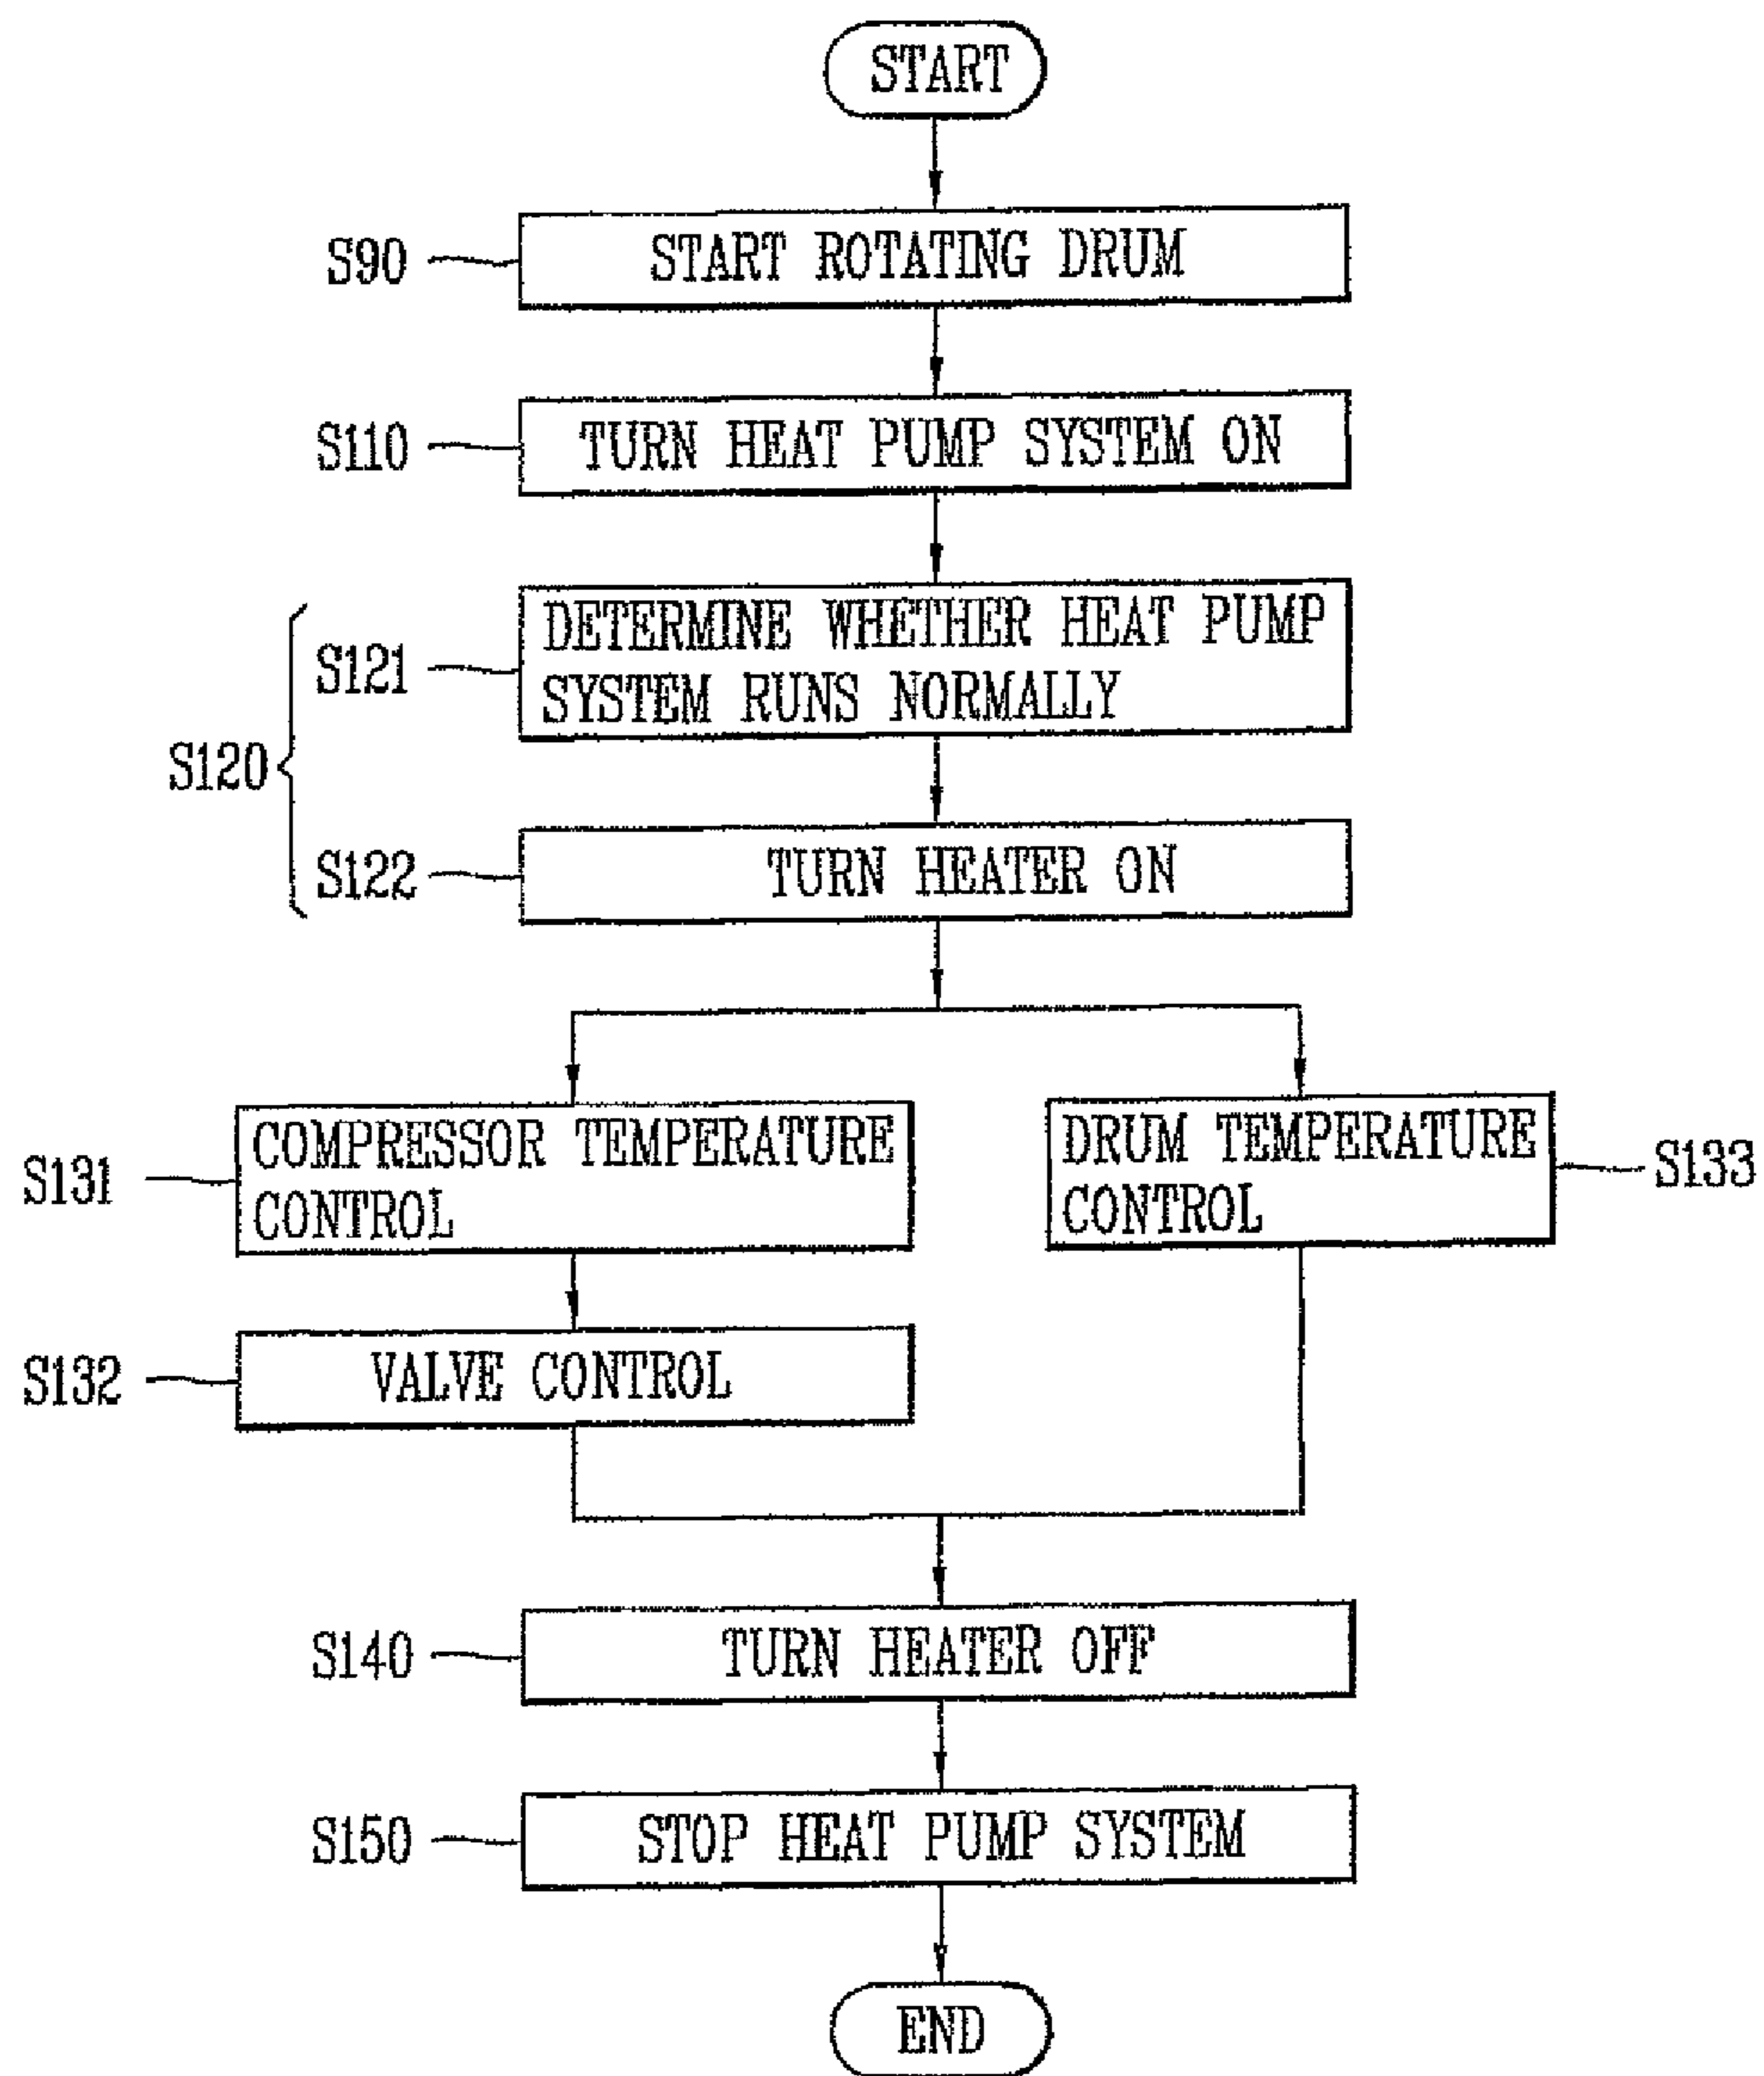 START
S90
START ROTATING DRUM
S110
TURN HEAT PUMP SYSTEM ON
S120
S121
DETERMINE WHETHER HEAT PUMP
SYSTEM RUNS NORMALLY
S122
TURN HEATER ON
S131
COMPRESSOR TEMPERATURE
CONTROL
DRUM TEMPERATURE
CONTROL
S133
S132
VALVE CONTROL
S140
TURN HEATER OFF
S150
STOP HEAT PUMP SYSTEM
END